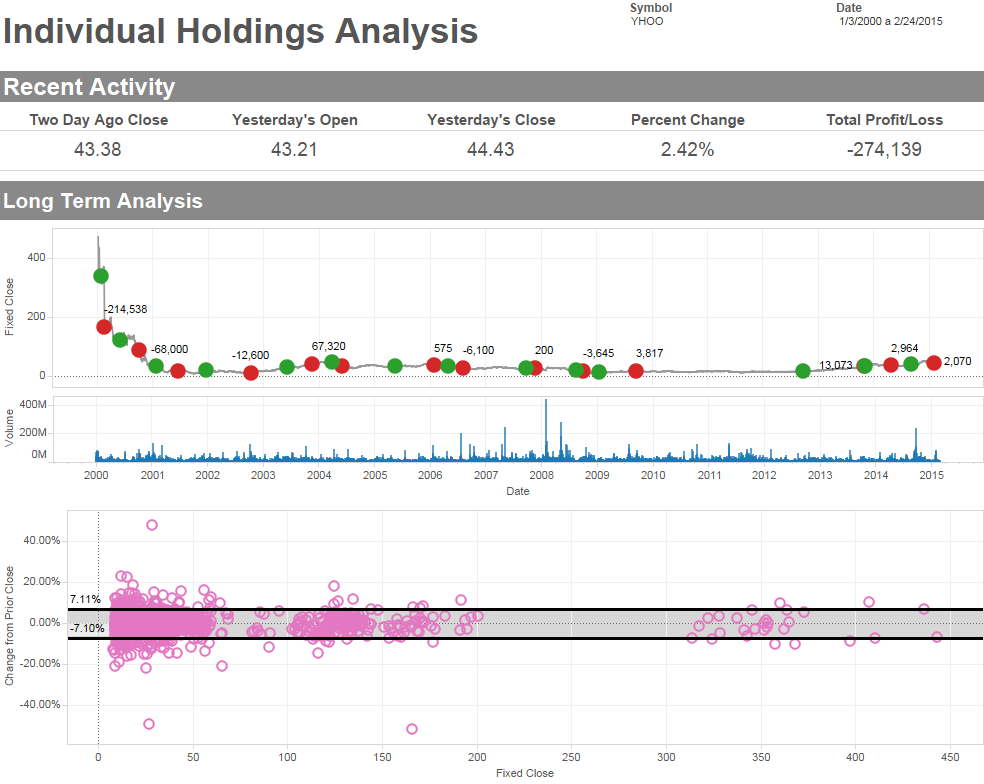 Individual Holdings Analysis
Symbol
YHOO
Date
1/3/2000 a 2/24/2015
Recent Activity
Two Day Ago Close Yesterday's Open Yesterday's Close Percent Change Total Profit/Loss
43.38 43.21 44.43 2.42% -274,139
Long Term Analysis
Fixed Close
400
200
0
-214,538
-68,000
-12,600
67,320
575
-6,100
200
-3,645
3,817
13,073
2,964
2,070
Volume
400M
200M
0M
2000 2001 2002 2003 2004 2005 2006 2007 2008 2009 2010 2011 2012 2013 2014 2015
Date
Change from Prior Close
40.00%
20.00%
0.00%
-20.00%
-40.00%
7.11%
-7.10%
0 50 100 150 200 250 300 350 400 450
Fixed Close